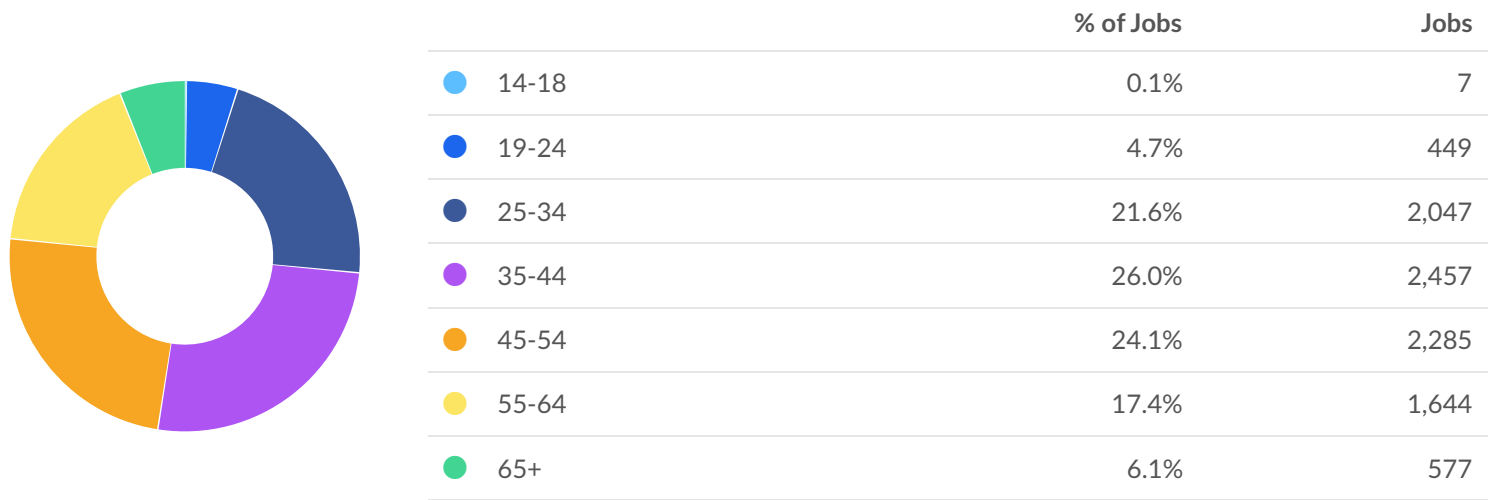 % of Jobs Jobs
14-18 0.1% 7
19-24 4.7% 449
25-34 21.6% 2,047
35-44 26.0% 2,457
45-54 24.1% 2,285
55-64 17.4% 1,644
65+ 6.1% 577